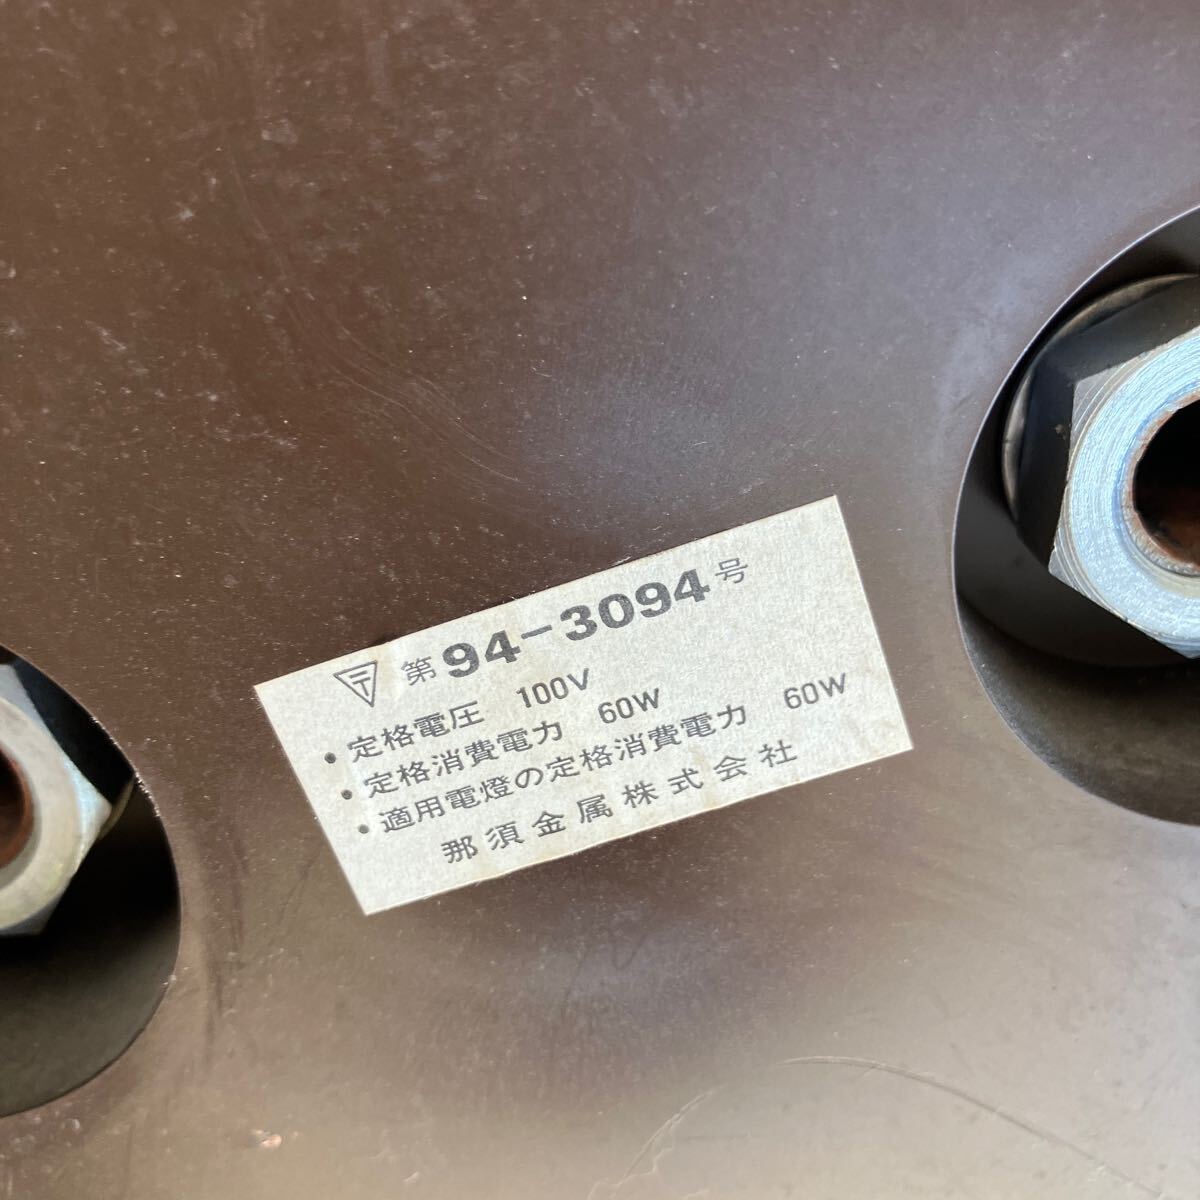 〒 第94-3094号
・定格電圧 100V
・定格消費電力 60W
・適用電燈の定格消費電力 60W
那須金属株式会社